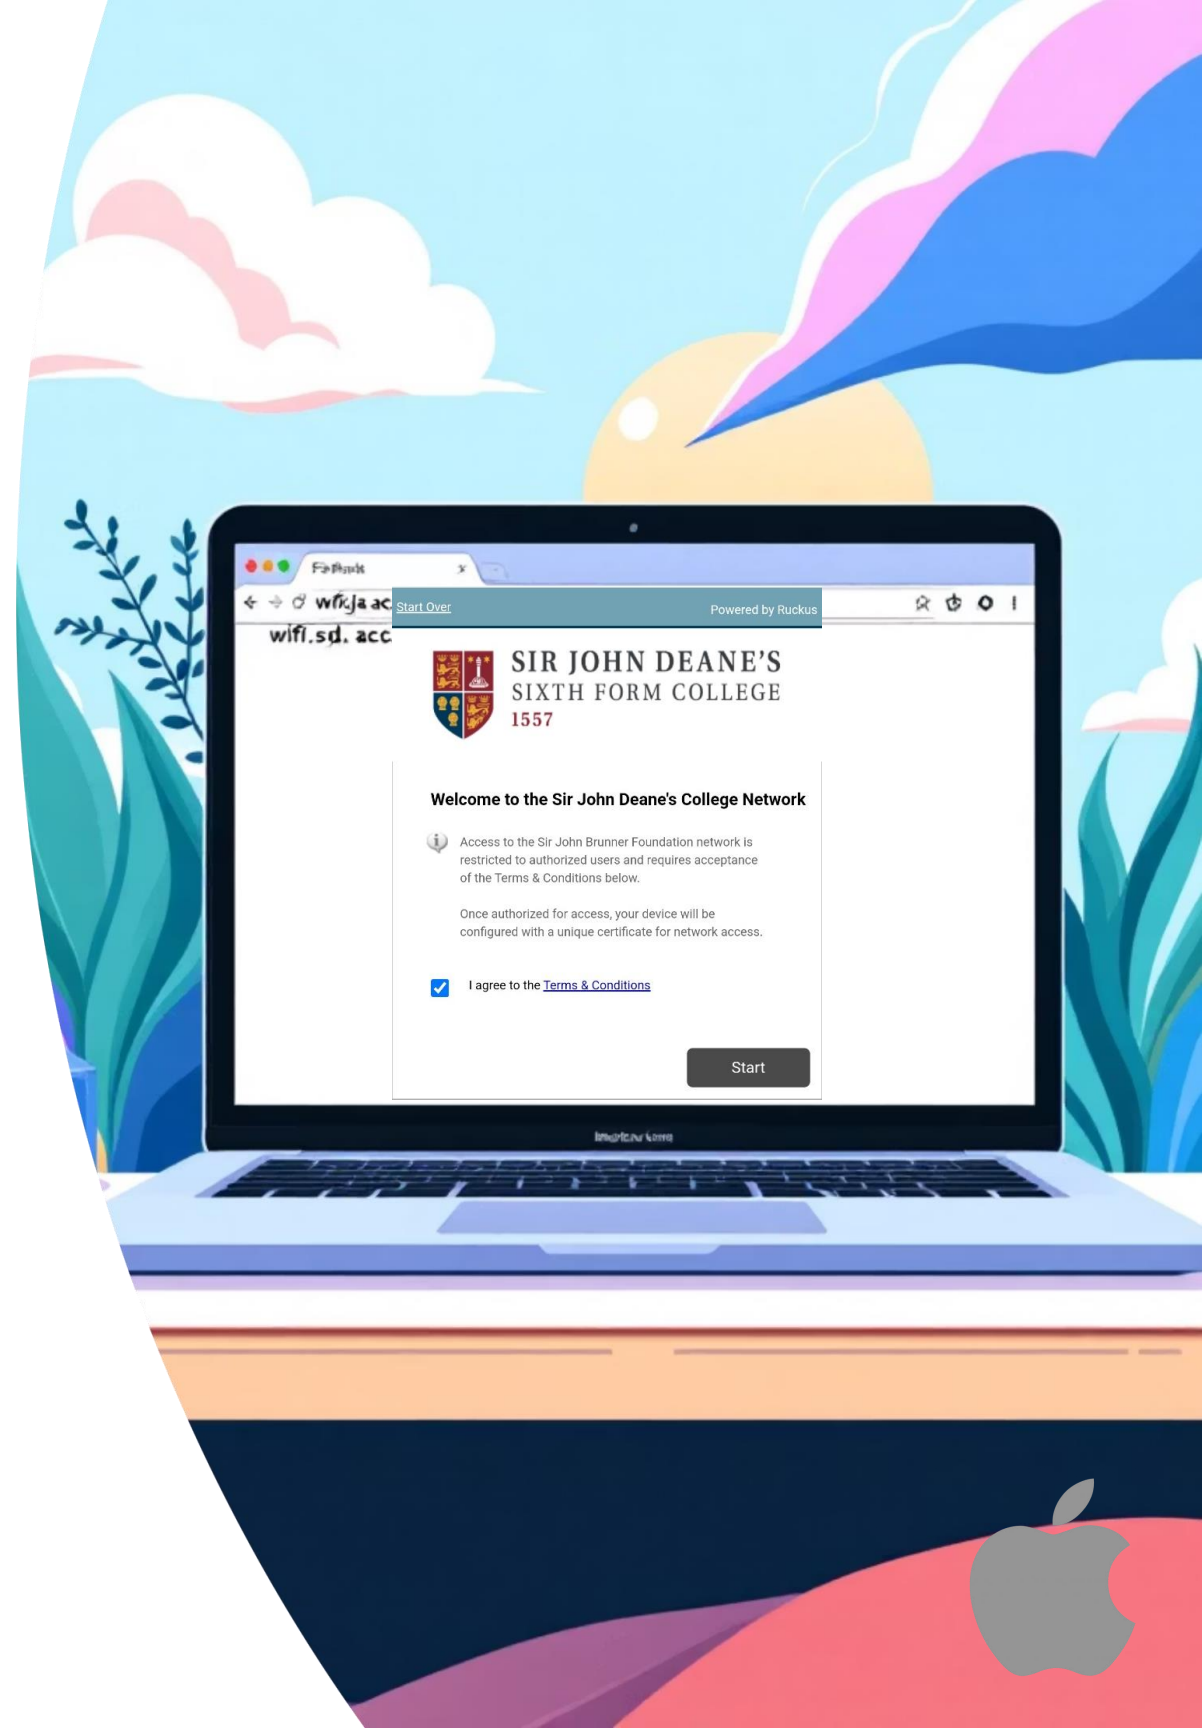 wifi.sd. acc
Start Over
Powered by Ruckus
SIR JOHN DEANE'S
SIXTH FORM COLLEGE
1557
Welcome to the Sir John Deane's College Network
Access to the Sir John Brunner Foundation network is
restricted to authorized users and requires acceptance
of the Terms & Conditions below.
Once authorized for access, your device will be
configured with a unique certificate for network access.
I agree to the Terms & Conditions
Start